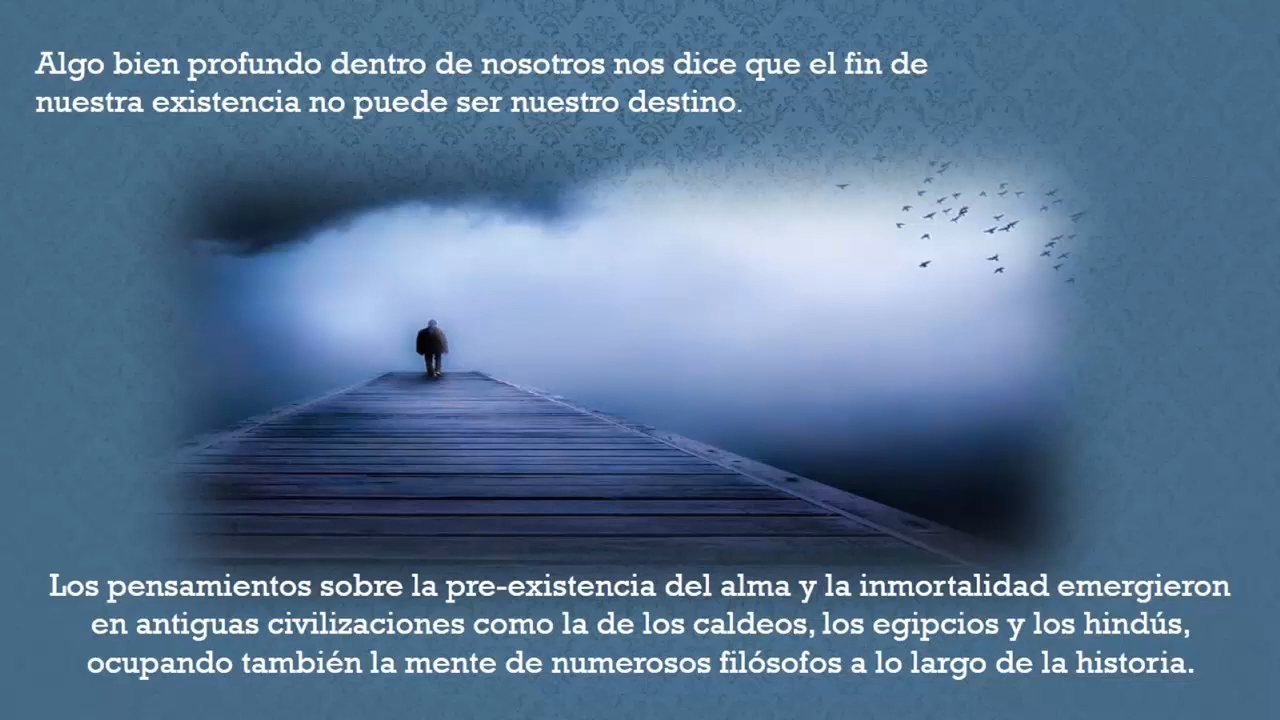 Algo bien profundo dentro de nosotros nos dice que el fin de
nuestra existencia no puede ser nuestro destino.
Los pensamientos sobre la pre-existencia del alma y la inmortalidad emergieron
en antiguas civilizaciones como la de los caldeos, los egipcios y los hindús,
ocupando también la mente de numerosos filósofos a lo largo de la historia.